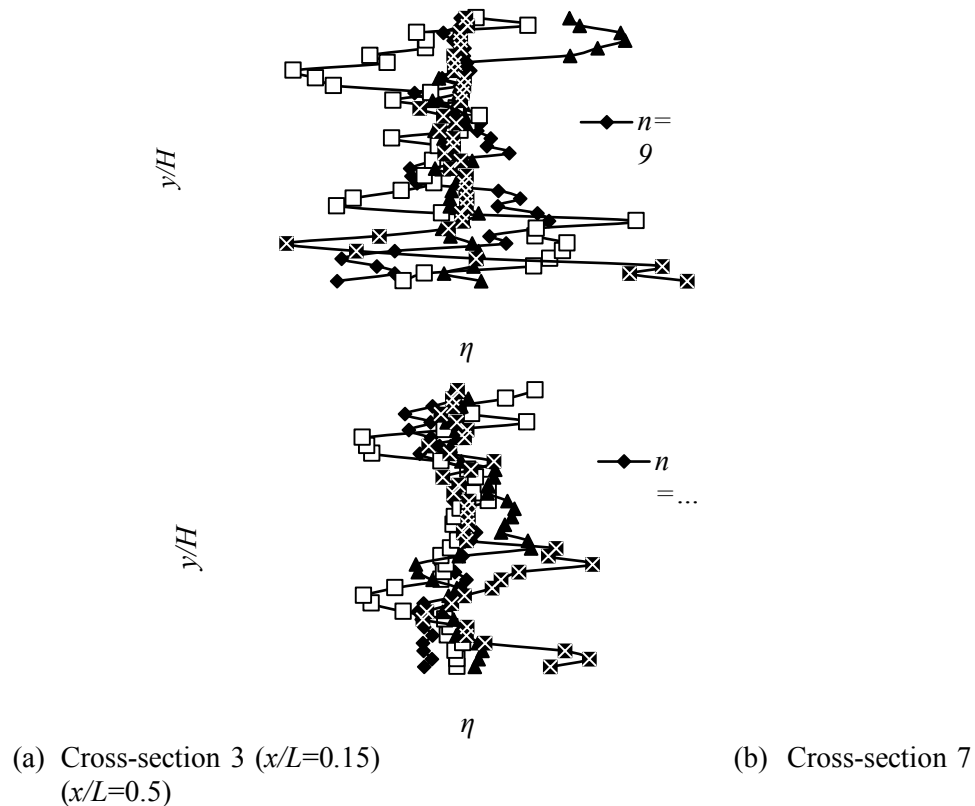 n=
9
y/H
η
n
=...
y/H
η
(a) Cross-section 3 (x/L=0.15) (b) Cross-section 7
(x/L=0.5)